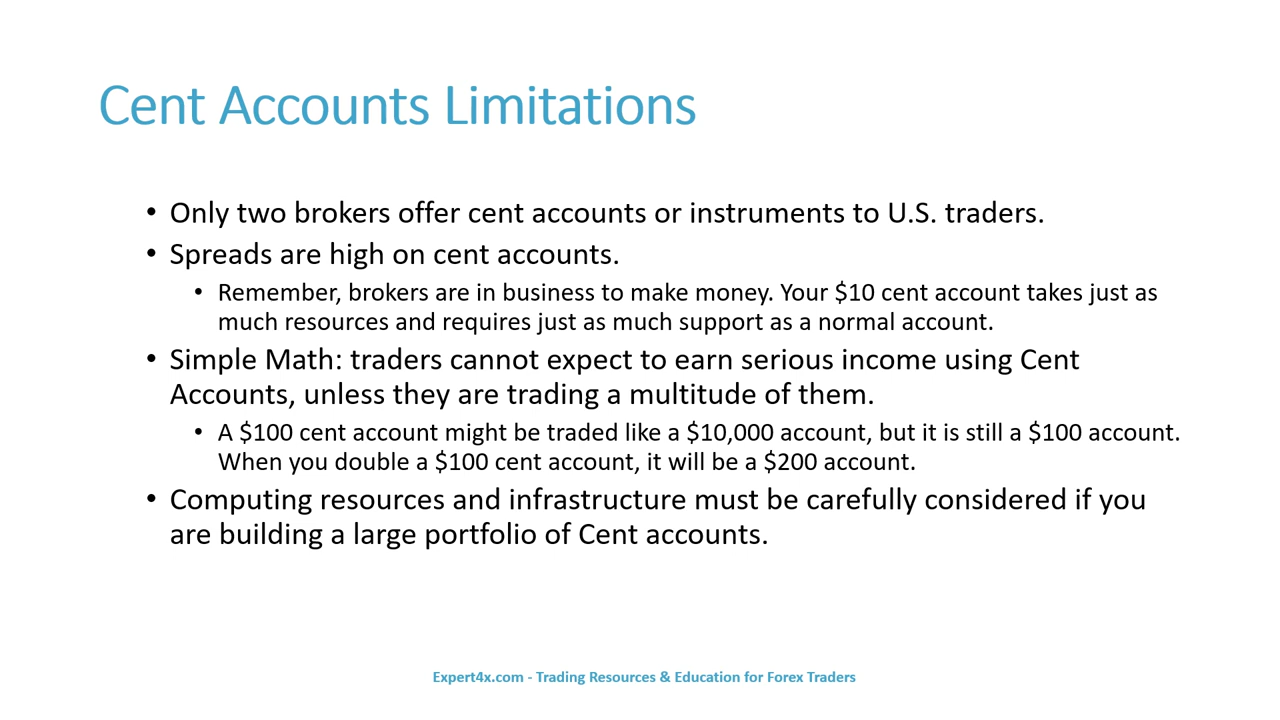 Cent Accounts Limitations
• Only two brokers offer cent accounts or instruments to U.S. traders.
• Spreads are high on cent accounts.
• Remember, brokers are in business to make money. Your $10 cent account takes just as
much resources and requires just as much support as a normal account.
• Simple Math: traders cannot expect to earn serious income using Cent
Accounts, unless they are trading a multitude of them.
• A $100 cent account might be traded like a $10,000 account, but it is still a $100 account.
When you double a $100 cent account, it will be a $200 account.
• Computing resources and infrastructure must be carefully considered if you
are building a large portfolio of Cent accounts.
Expert4x.com - Trading Resources & Education for Forex Traders